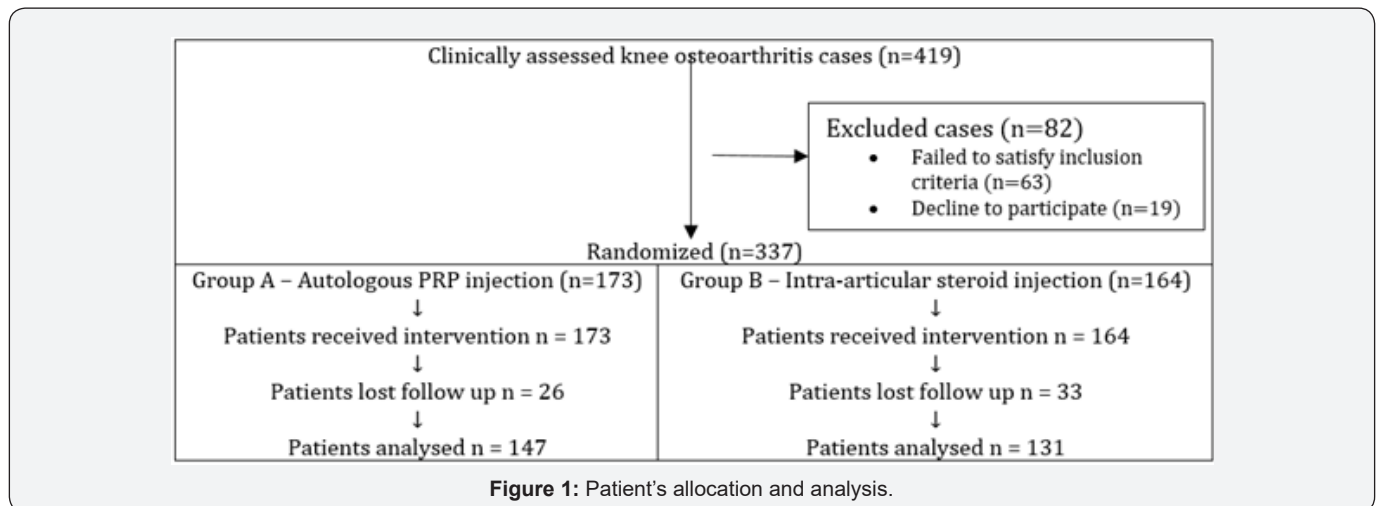 Clinically assessed knee osteoarthritis cases (n=419)
Excluded cases (n=82)
• Failed to satisfy inclusion
criteria (n=63)
• Decline to participate (n=19)
Randomized (n=337)
Group A – Autologous PRP injection (n=173)
↓
Patients received intervention n = 173
↓
Patients lost follow up n = 26
↓
Patients analysed n = 147
Group B – Intra-articular steroid injection (n=164)
↓
Patients received intervention n = 164
↓
Patients lost follow up n = 33
↓
Patients analysed n = 131
Figure 1: Patient's allocation and analysis.